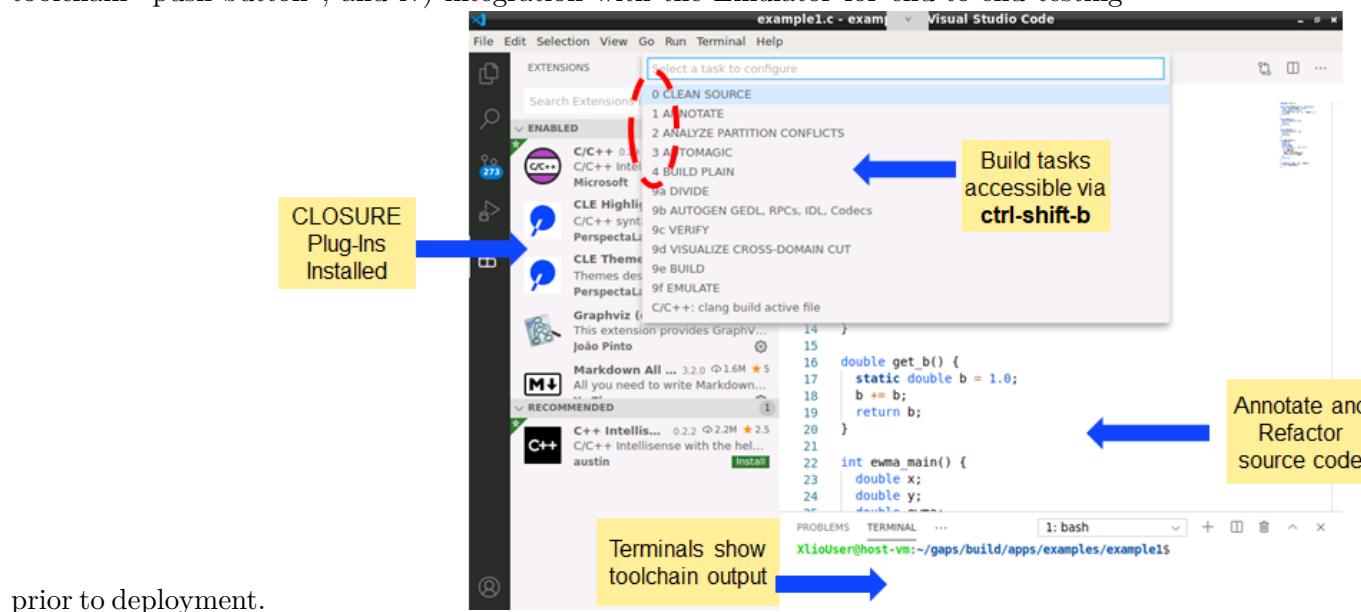 toolchain "push-button", and iv) integration with the Emulator for end-to-end testing
example1.c - examp Visual Studio Code
File Edit Selection View Go Run Terminal Help
EXTENSIONS
Select a task to configure
Search Extensions
0 CLEAN SOURCE
1 ANNOTATE
2 ANALYZE PARTITION CONFLICTS
3 AUTOMAGIC
4 BUILD PLAIN
9a DIVIDE
9b AUTOGEN GEDL, RPCs, IDL, Codecs
9c VERIFY
9d VISUALIZE CROSS-DOMAIN CUT
9e BUILD
9f EMULATE
C/C++: clang build active file
ENABLED
273
C/C++
C/C++
C/C++ Intel
Microsoft
CLE Highlig
C/C++ synt
PerspectaLa
CLE Theme
Themes des
PerspectaLa
Graphviz (
This extension provides GraphV...
João Pinto
M+
Markdown All ... 3.2.0 1.6M ★ 5
All you need to write Markdown...
RECOMMENDED 1
C++
C++ Intellis... 0.2.2 2.2M ★ 2.5
C/C++ Intellisense with the hel...
austin Install
CLOSURE
Plug-Ins
Installed
Build tasks
accessible via
ctrl-shift-b
14 }
15
16 double get_b() {
17 static double b = 1.0;
18 b += b;
19 return b;
20 }
21
22 int ewma_main() {
23 double x;
24 double y;
Annotate and
Refactor
source code
PROBLEMS TERMINAL ... 1: bash
XlioUser@host-vm:~/gaps/build/apps/examples/example1$
Terminals show
toolchain output
prior to deployment.